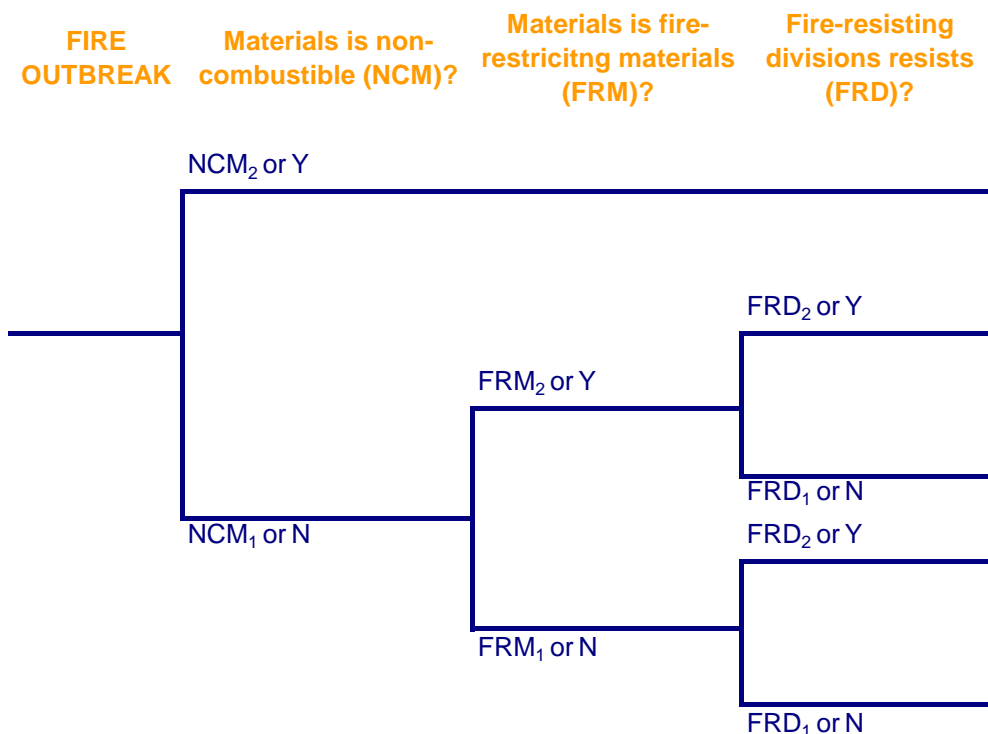 FIRE
OUTBREAK
Materials is non-
combustible (NCM)?
Materials is fire-
restricitng materials
(FRM)?
Fire-resisting
divisions resists
(FRD)?
NCM₂ or Y
FRD₂ or Y
FRM₂ or Y
FRD₁ or N
NCM₁ or N
FRD₂ or Y
FRM₁ or N
FRD₁ or N